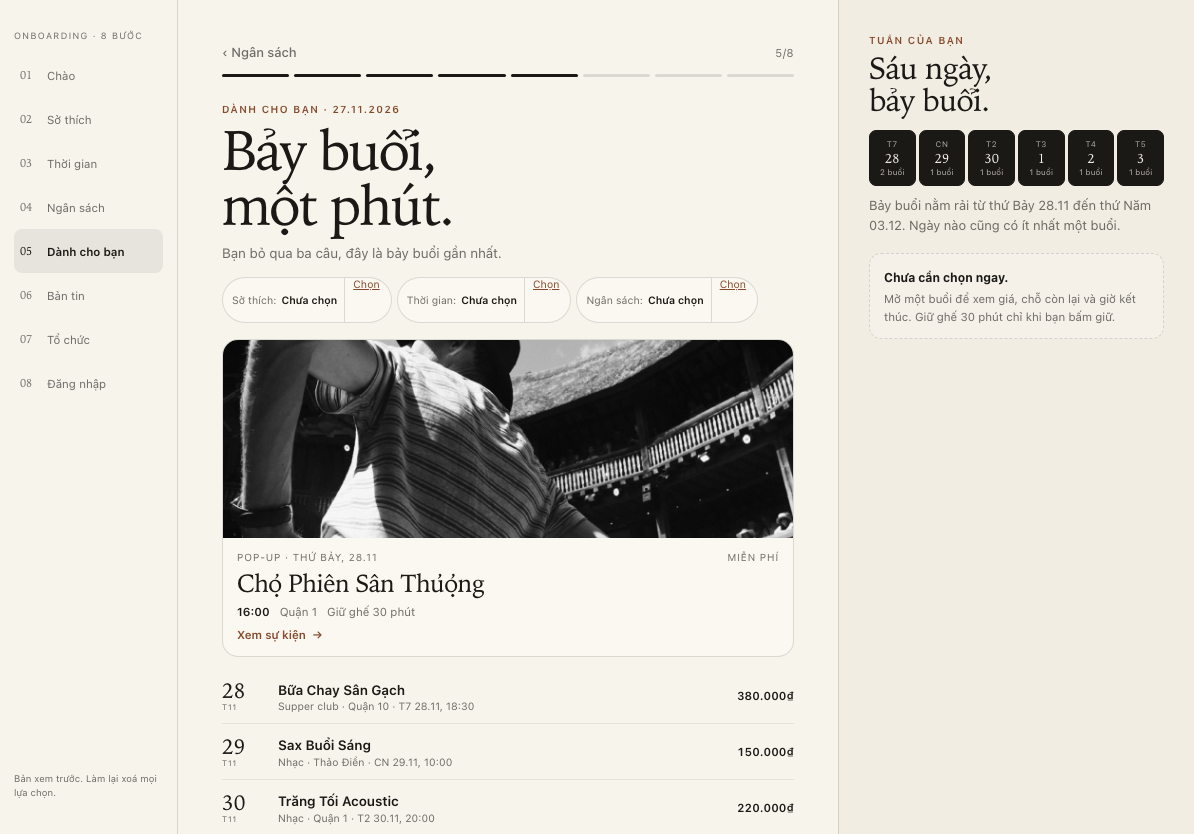 ONBOARDING · 8 BƯỚC
01 Chào
02 Sở thích
03 Thời gian
04 Ngân sách
05 Dành cho bạn
06 Bản tin
07 Tổ chức
08 Đăng nhập
Bản xem trước. Làm lại xoá mọi
lựa chọn.
‹ Ngân sách
5/8
DÀNH CHO BẠN · 27.11.2026
Bảy buổi,
một phút.
Bạn bỏ qua ba câu, đây là bảy buổi gần nhất.
Sở thích: Chưa chọn Chọn
Thời gian: Chưa chọn Chọn
Ngân sách: Chưa chọn Chọn
POP-UP · THỨ BẢY, 28.11
MIỄN PHÍ
Chợ Phiên Sân Thượng
16:00 Quận 1 Giữ ghế 30 phút
Xem sự kiện →
28 Bữa Chay Sân Gạch 380.000₫
T11 Supper club · Quận 10 · T7 28.11, 18:30
29 Sax Buổi Sáng 150.000₫
T11 Nhạc · Thảo Điền · CN 29.11, 10:00
30 Trăng Tối Acoustic 220.000₫
T11 Nhạc · Quận 1 · T2 30.11, 20:00
TUẦN CỦA BẠN
Sáu ngày,
bảy buổi.
T7 CN T2 T3 T4 T5
28 29 30 1 2 3
2 buổi 1 buổi 1 buổi 1 buổi 1 buổi 1 buổi
Bảy buổi nằm rải từ thứ Bảy 28.11 đến thứ Năm
03.12. Ngày nào cũng có ít nhất một buổi.
Chưa cần chọn ngay.
Mở một buổi để xem giá, chỗ còn lại và giờ kết
thúc. Giữ ghế 30 phút chỉ khi bạn bấm giữ.